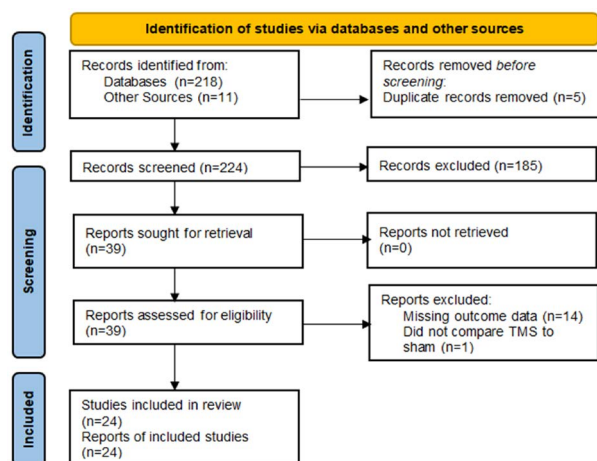 Identification of studies via databases and other sources
Identification
Records identified from:
Databases (n=218)
Other Sources (n=11)
Records removed before
screening:
Duplicate records removed (n=5)
Screening
Records screened (n=224)
Records excluded (n=185)
Reports sought for retrieval
(n=39)
Reports not retrieved
(n=0)
Reports assessed for eligibility
(n=39)
Reports excluded:
Missing outcome data (n=14)
Did not compare TMS to
sham (n=1)
Included
Studies included in review
(n=24)
Reports of included studies
(n=24)